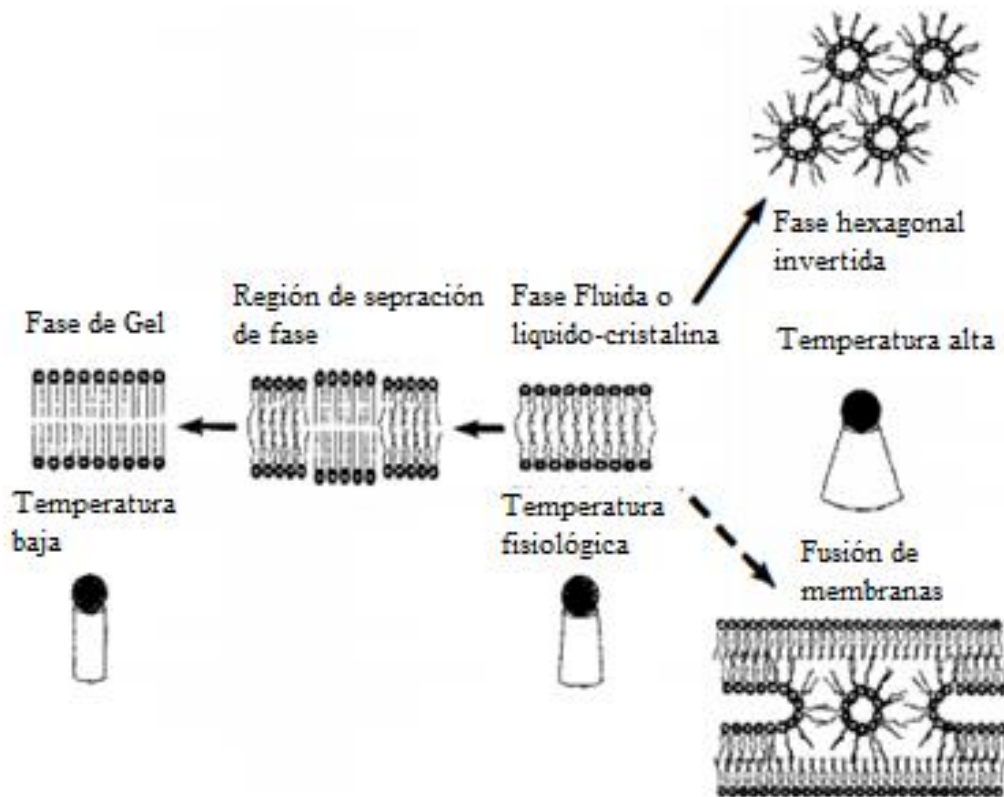 Fase hexagonal
invertida
Región de sepración
de fase
Fase Fluida o
liquido-cristalina
Fase de Gel
Temperatura alta
Temperatura
baja
Temperatura
fisiológica
Fusión de
membranas